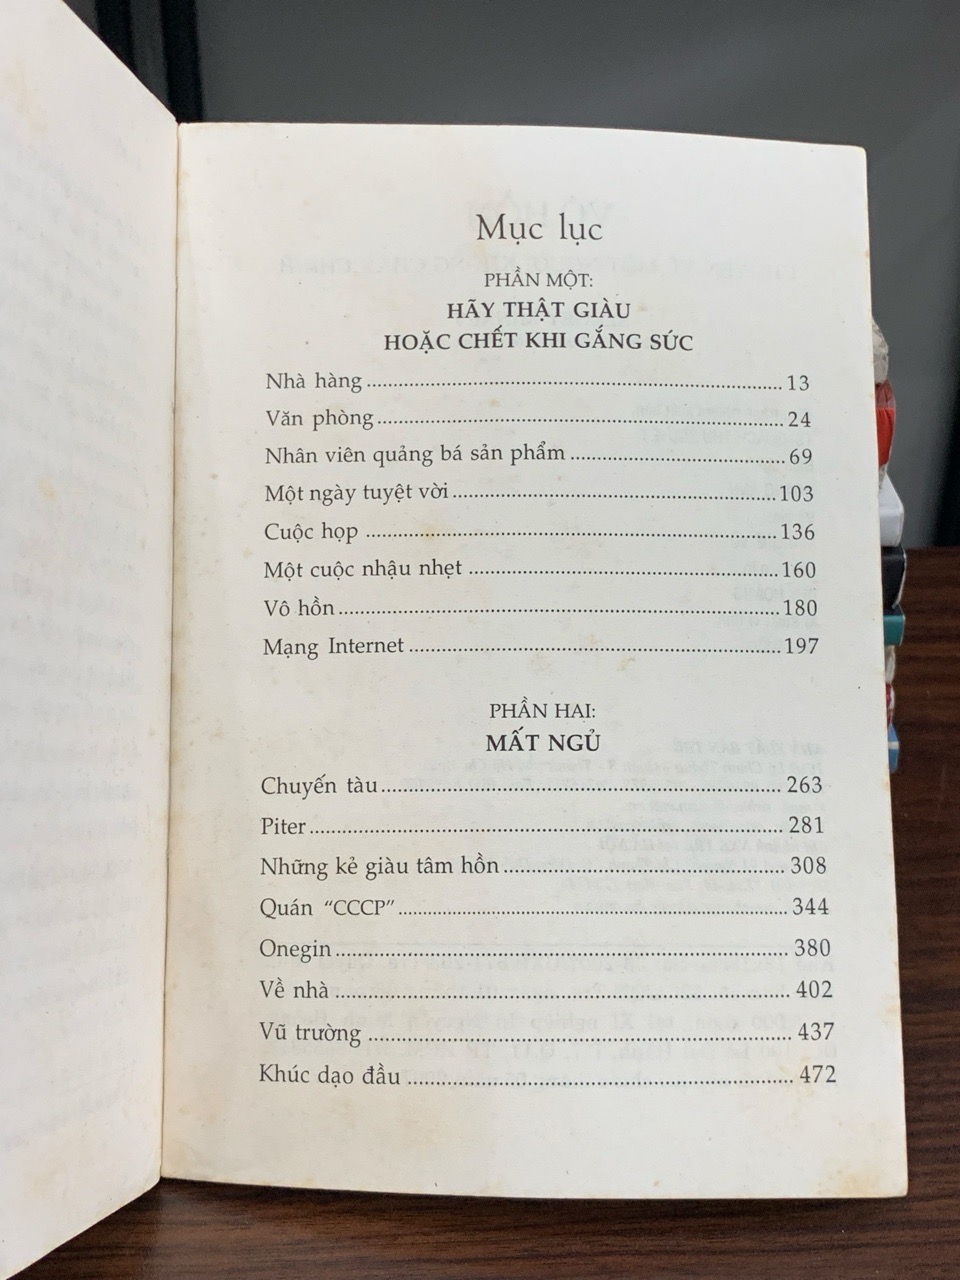 Mục lục
PHẦN MỘT:
HÃY THẬT GIÀU
HOẶC CHẾT KHI GẮNG SỨC
Nhà hàng 13
Văn phòng 24
Nhân viên quảng bá sản phẩm 69
Một ngày tuyệt vời 103
Cuộc họp 136
Một cuộc nhậu nhẹt 160
Vô hồn 180
Mạng Internet 197
PHẦN HAI:
MẤT NGỦ
Chuyến tàu 263
Piter 281
Những kẻ giàu tâm hồn 308
Quán “CCCP” 344
Onegin 380
Về nhà 402
Vũ trường 437
Khúc dạo đầu 472